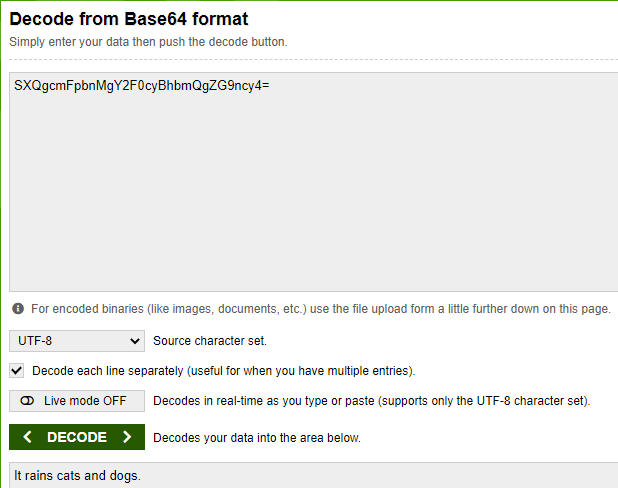 Decode from Base64 format
Simply enter your data then push the decode button.
SXQgcmFpbnMgY2F0cyBhbmQgZG9ncy4=
For encoded binaries (like images, documents, etc.) use the file upload form a little further down on this page.
UTF-8 Source character set.
Decode each line separately (useful for when you have multiple entries).
Live mode OFF Decodes in real-time as you type or paste (supports only the UTF-8 character set).
DECODE Decodes your data into the area below.
It rains cats and dogs.